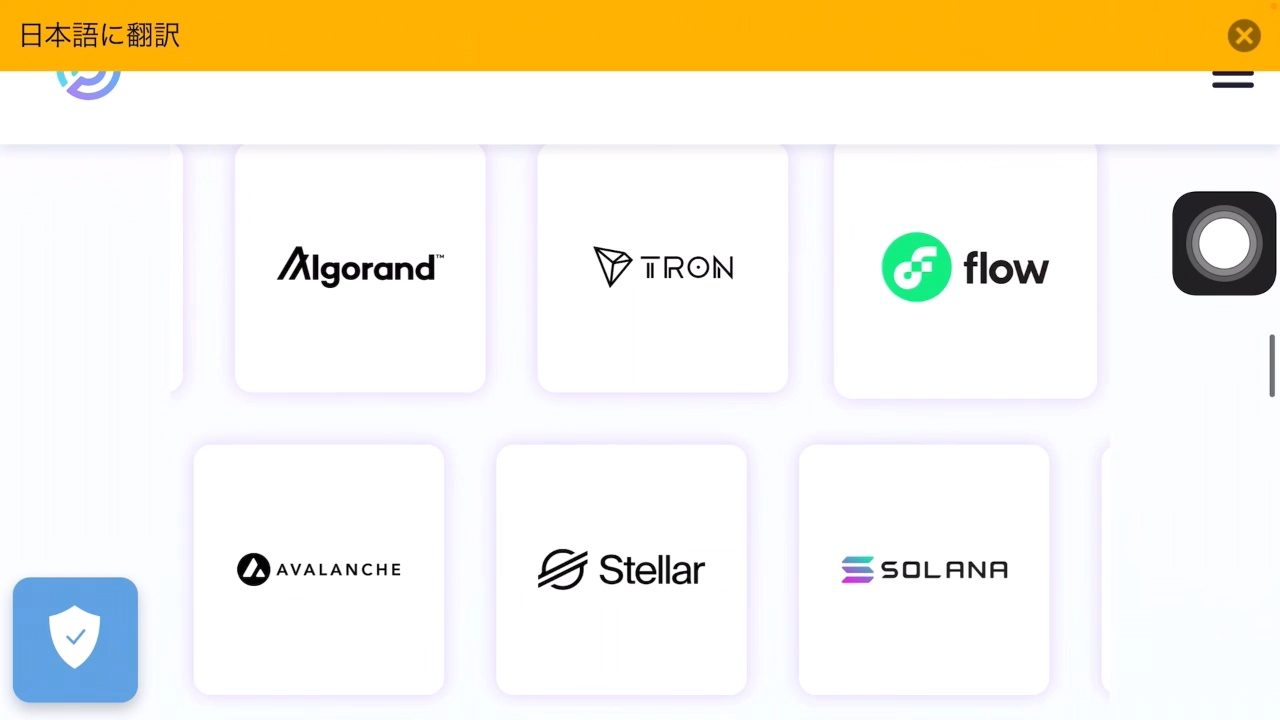 日本語に翻訳
Algorand™
TRON
flow
AVALANCHE
Stellar
SOLANA